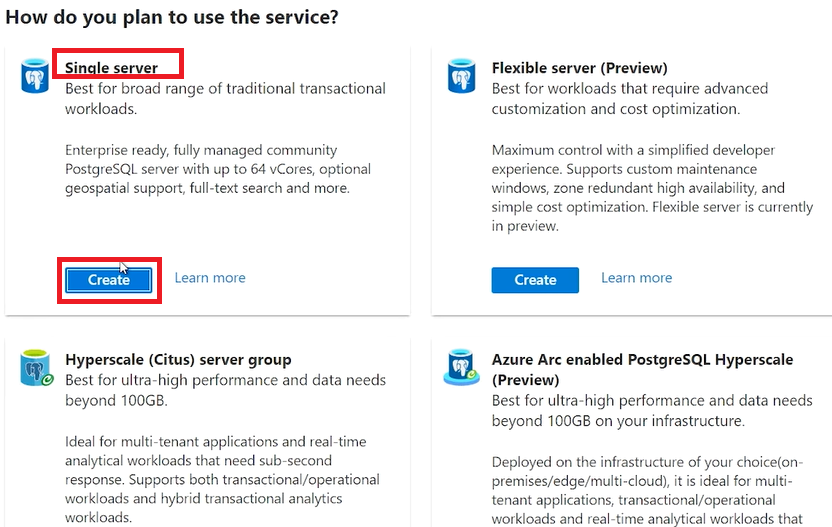 How do you plan to use the service?
Single server
Best for broad range of traditional transactional
workloads.
Enterprise ready, fully managed community
PostgreSQL server with up to 64 vCores, optional
geospatial support, full-text search and more.
Create
Learn more
Flexible server (Preview)
Best for workloads that require advanced
customization and cost optimization.
Maximum control with a simplified developer
experience. Supports custom maintenance
windows, zone redundant high availability, and
simple cost optimization. Flexible server is currently
in preview.
Create
Learn more
Hyperscale (Citus) server group
Best for ultra-high performance and data needs
beyond 100GB.
Ideal for multi-tenant applications and real-time
analytical workloads that need sub-second
response. Supports both transactional/operational
workloads and hybrid transactional analytics
workloads.
Azure Arc enabled PostgreSQL Hyperscale
(Preview)
Best for ultra-high performance and data needs
beyond 100GB on your infrastructure.
Deployed on the infrastructure of your choice(on-
premises/edge/multi-cloud), it is ideal for multi-
tenant applications, transactional/operational
workloads and real-time analytical workloads that